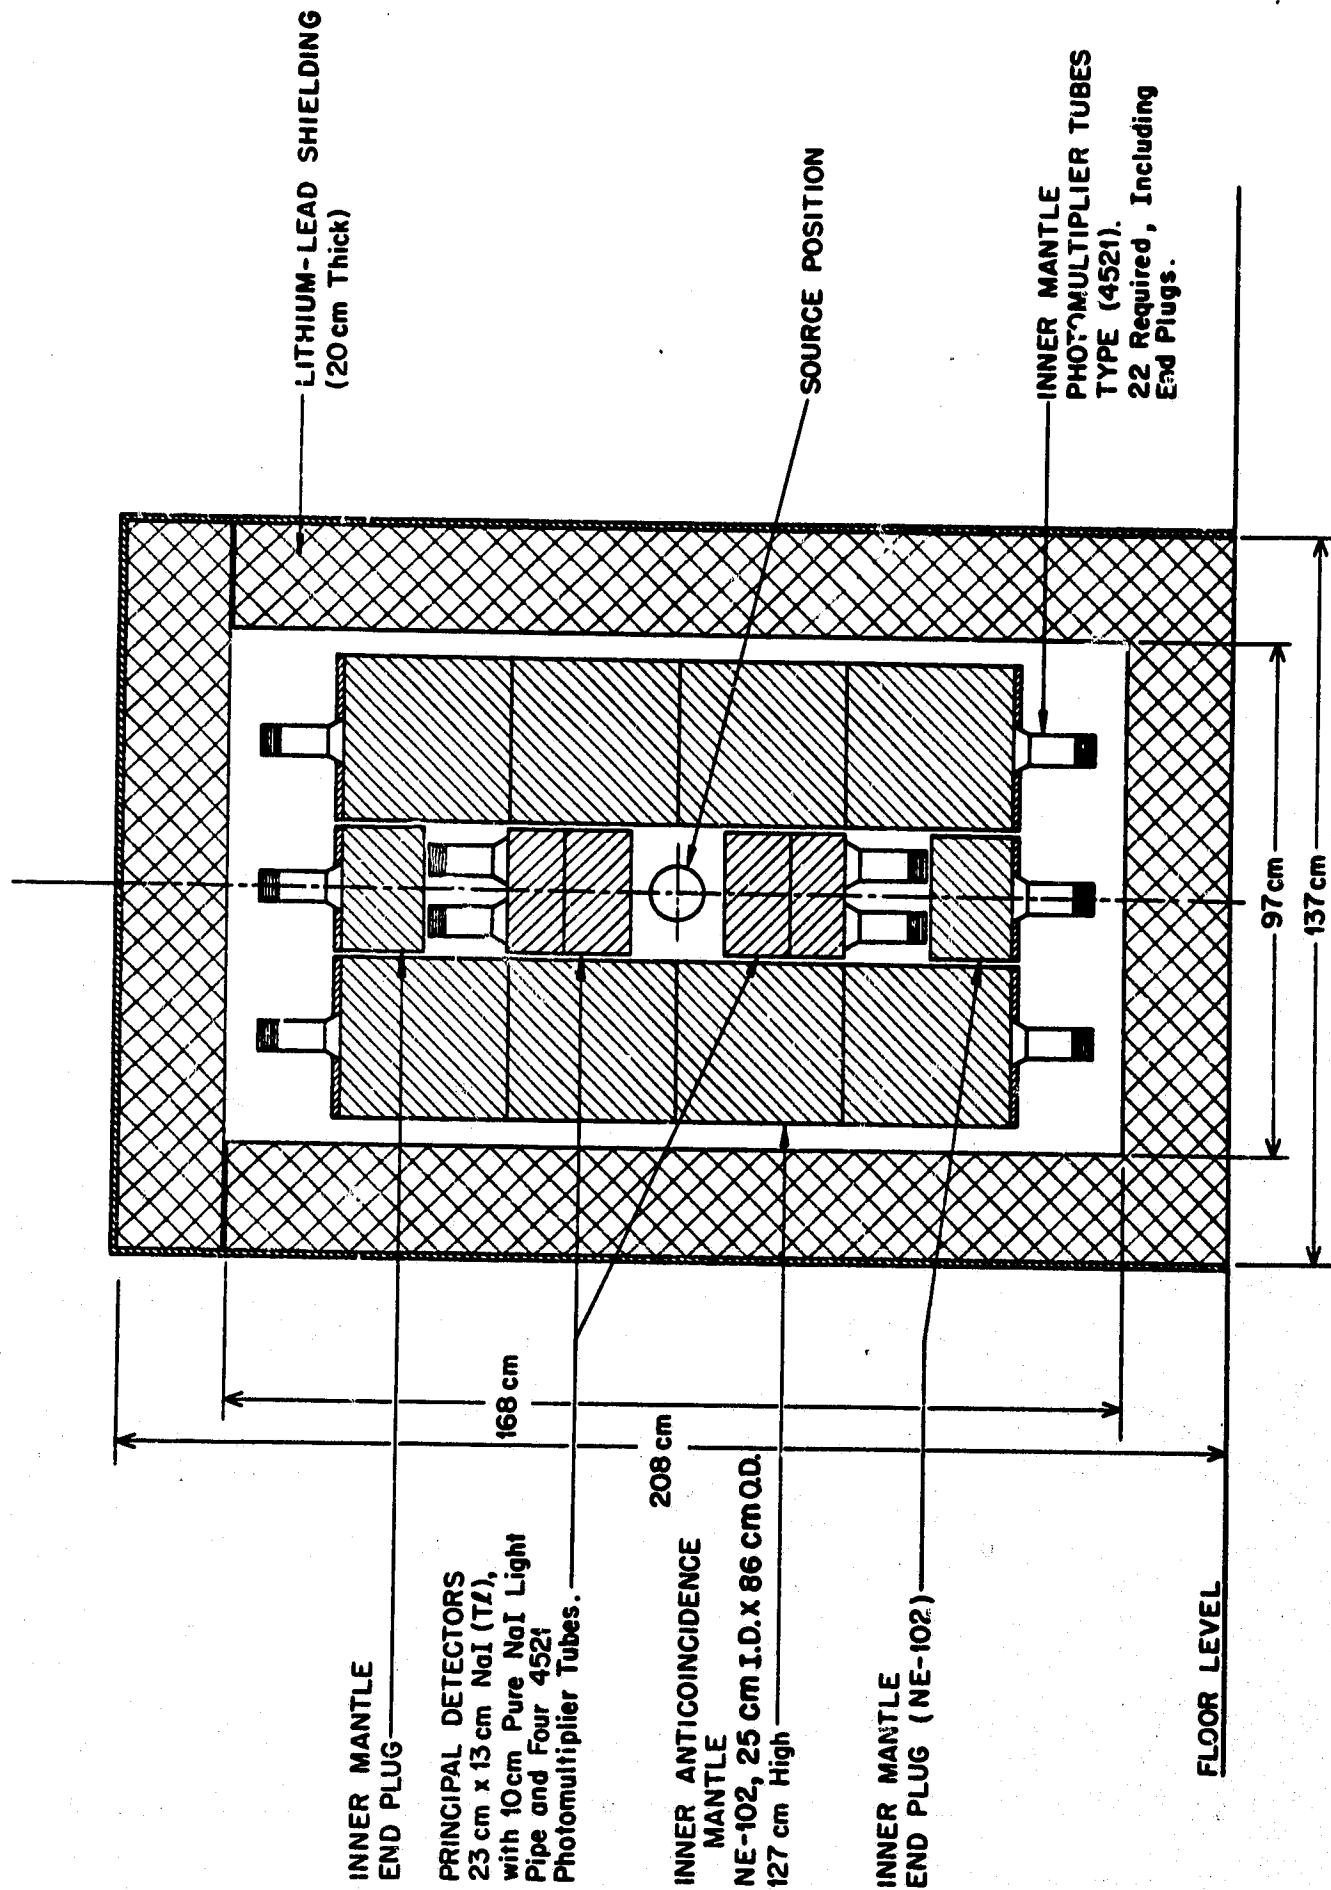 INNER MANTLE
END PLUG
PRINCIPAL DETECTORS
23 cm x 13 cm NaI (Tℓ),
with 10cm Pure NaI Light
Pipe and Four 4521
Photomultiplier Tubes.
INNER ANTICOINCIDENCE
MANTLE
NE-102, 25 cm I.D. X 86 cm O.D.
127 cm High
INNER MANTLE
END PLUG (NE-102)
FLOOR LEVEL
168 cm
208 cm
97 cm
137 cm
LITHIUM-LEAD SHIELDING
(20 cm Thick)
SOURCE POSITION
INNER MANTLE
PHOTOMULTIPLIER TUBES
TYPE (4521).
22 Required, Including
End Plugs.